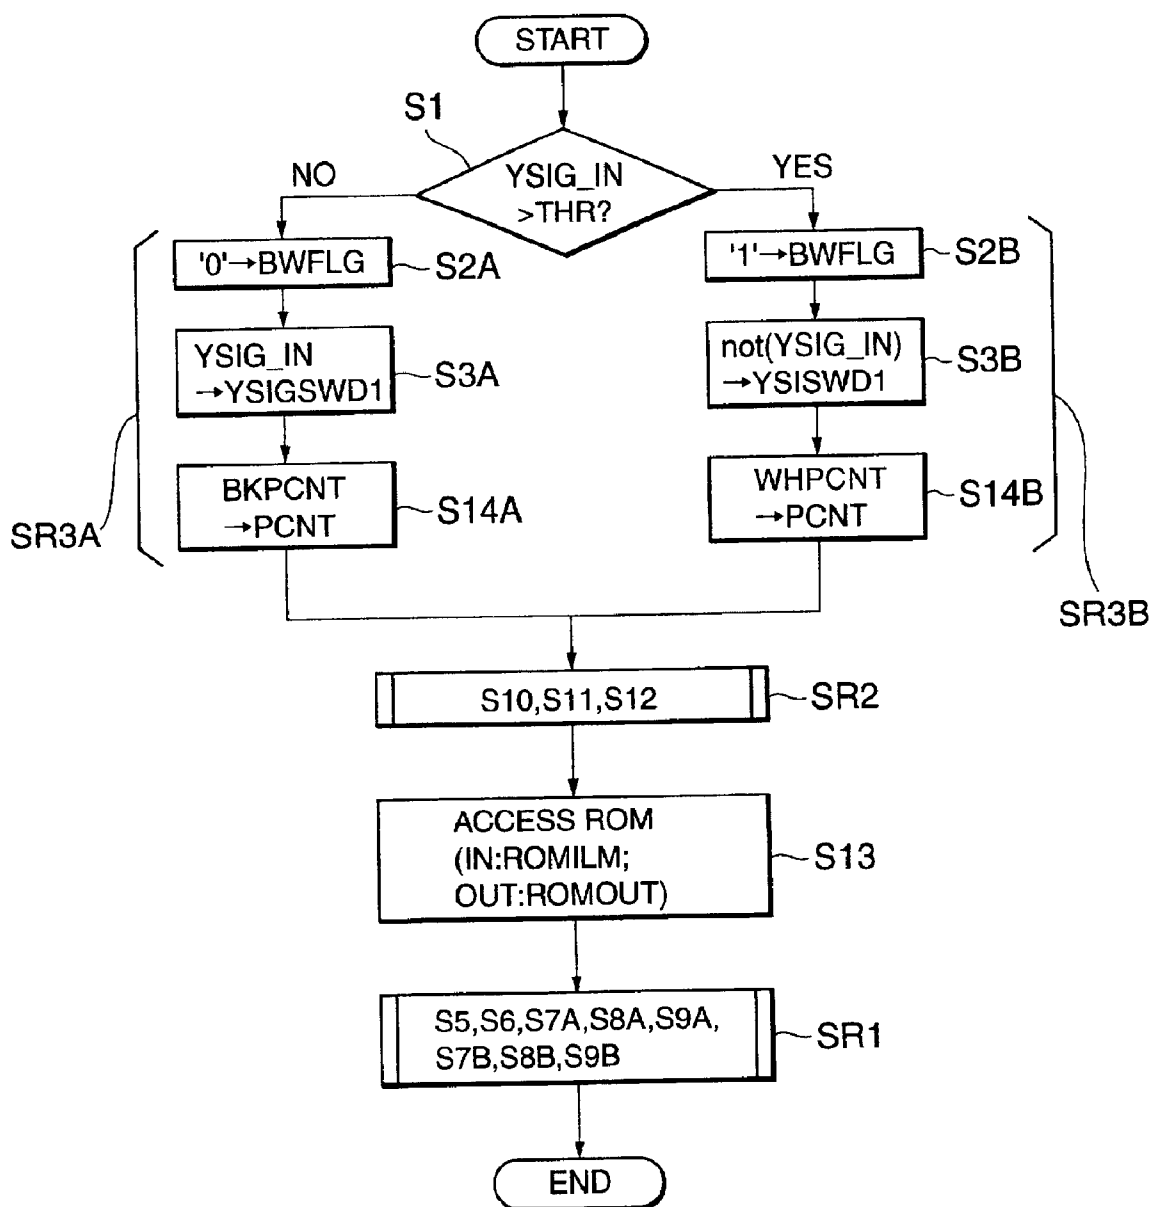 START
S1
NO
YES
YSIG_IN
>THR?
'0'→BWFLG
S2A
'1'→BWFLG
S2B
YSIG_IN
→YSIGSWD1
S3A
not(YSIG_IN)
→YSISWD1
S3B
BKPCNT
→PCNT
S14A
WHPCNT
→PCNT
S14B
SR3A
SR3B
S10,S11,S12
SR2
ACCESS ROM
(IN:ROMILM;
OUT:ROMOUT)
S13
S5,S6,S7A,S8A,S9A,
S7B,S8B,S9B
SR1
END